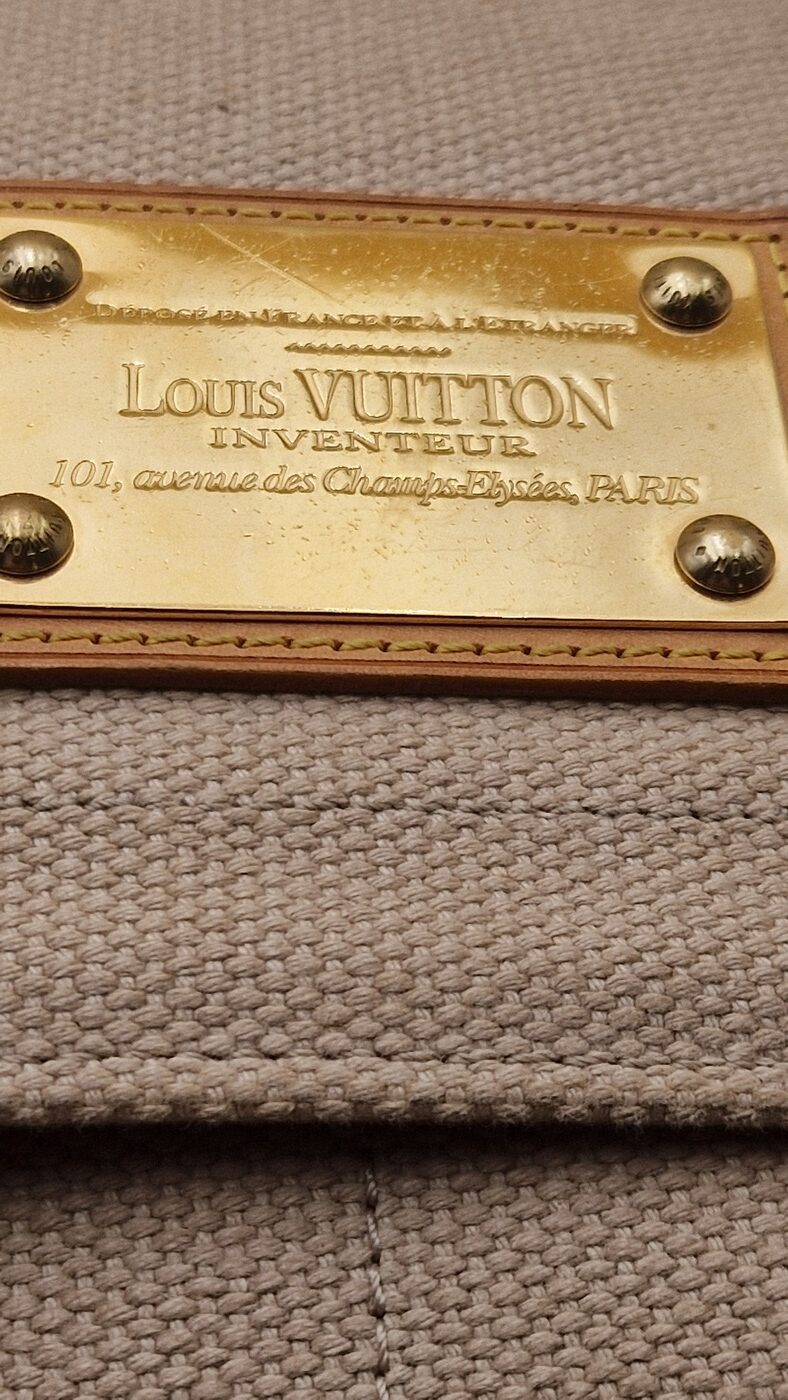 DÉPOSÉ EN FRANCE ET À L'ETRANGER
LOUIS VUITTON
INVENTEUR
101, avenue des Champs-Elysées, PARIS